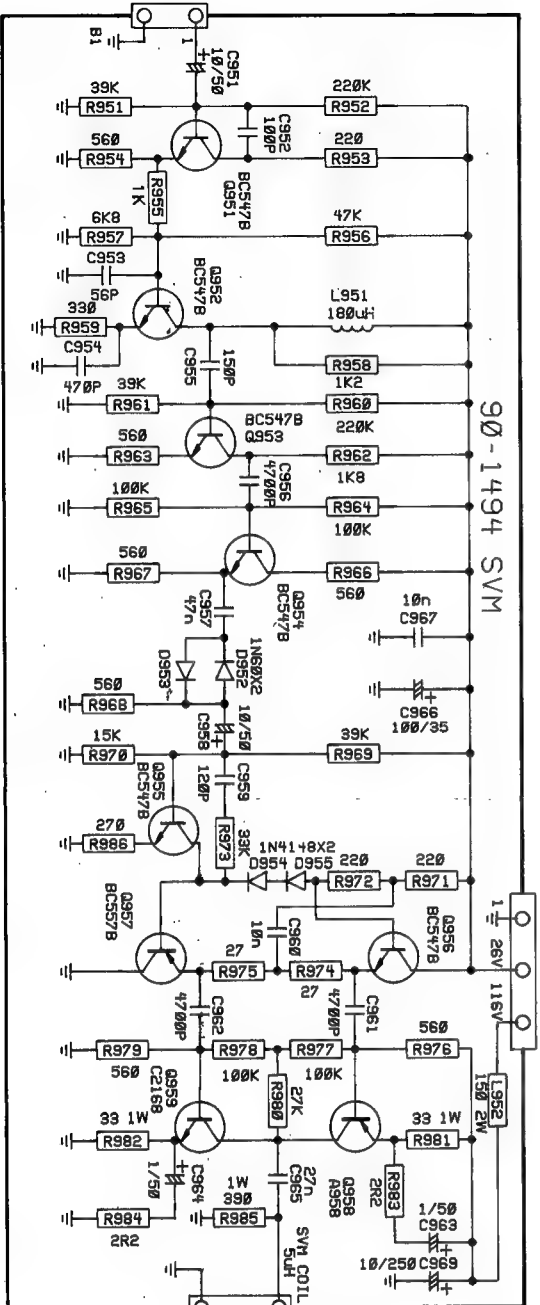 B1
1
C951
10/50
39K
R951
220K
R952
C952
100P
560
R954
220
R953
BC547B
Q951
R955
1K
6K8
R957
47K
R956
C953
56P
Q952
BC547B
L951
180uH
330
R959
C954
470P
150P
C955
R958
1K2
39K
R961
R960
220K
BC547B
Q953
560
R963
R962
1K8
C956
4700P
100K
R965
R964
100K
90-1494 SVM
560
R967
R966
560
Q954
BC547B
C957
47n
10n
C967
1N60X2
D952
D953
C966
100/35
560
R968
C958
10/50
15K
R970
39K
R969
Q955
BC547B
C959
120P
270
R986
R973
33K
1N4148X2
D954 D955
220
R972
220
R971
Q957
BC557B
C960
10n
Q956
BC547B
1
26V
116V
27
R975
R974
27
C962
4700P
C961
4700P
R979
560
R978
100K
R977
100K
560
R976
Q959
C2168
R980
27K
L952
150 2W
33 1W
R982
33 1W
R981
Q958
A958
R983
2R2
C964
1/50
C965
27n
1W
390
R985
R984
2R2
1/50
C963
10/250 C969
SVM COIL
5uH